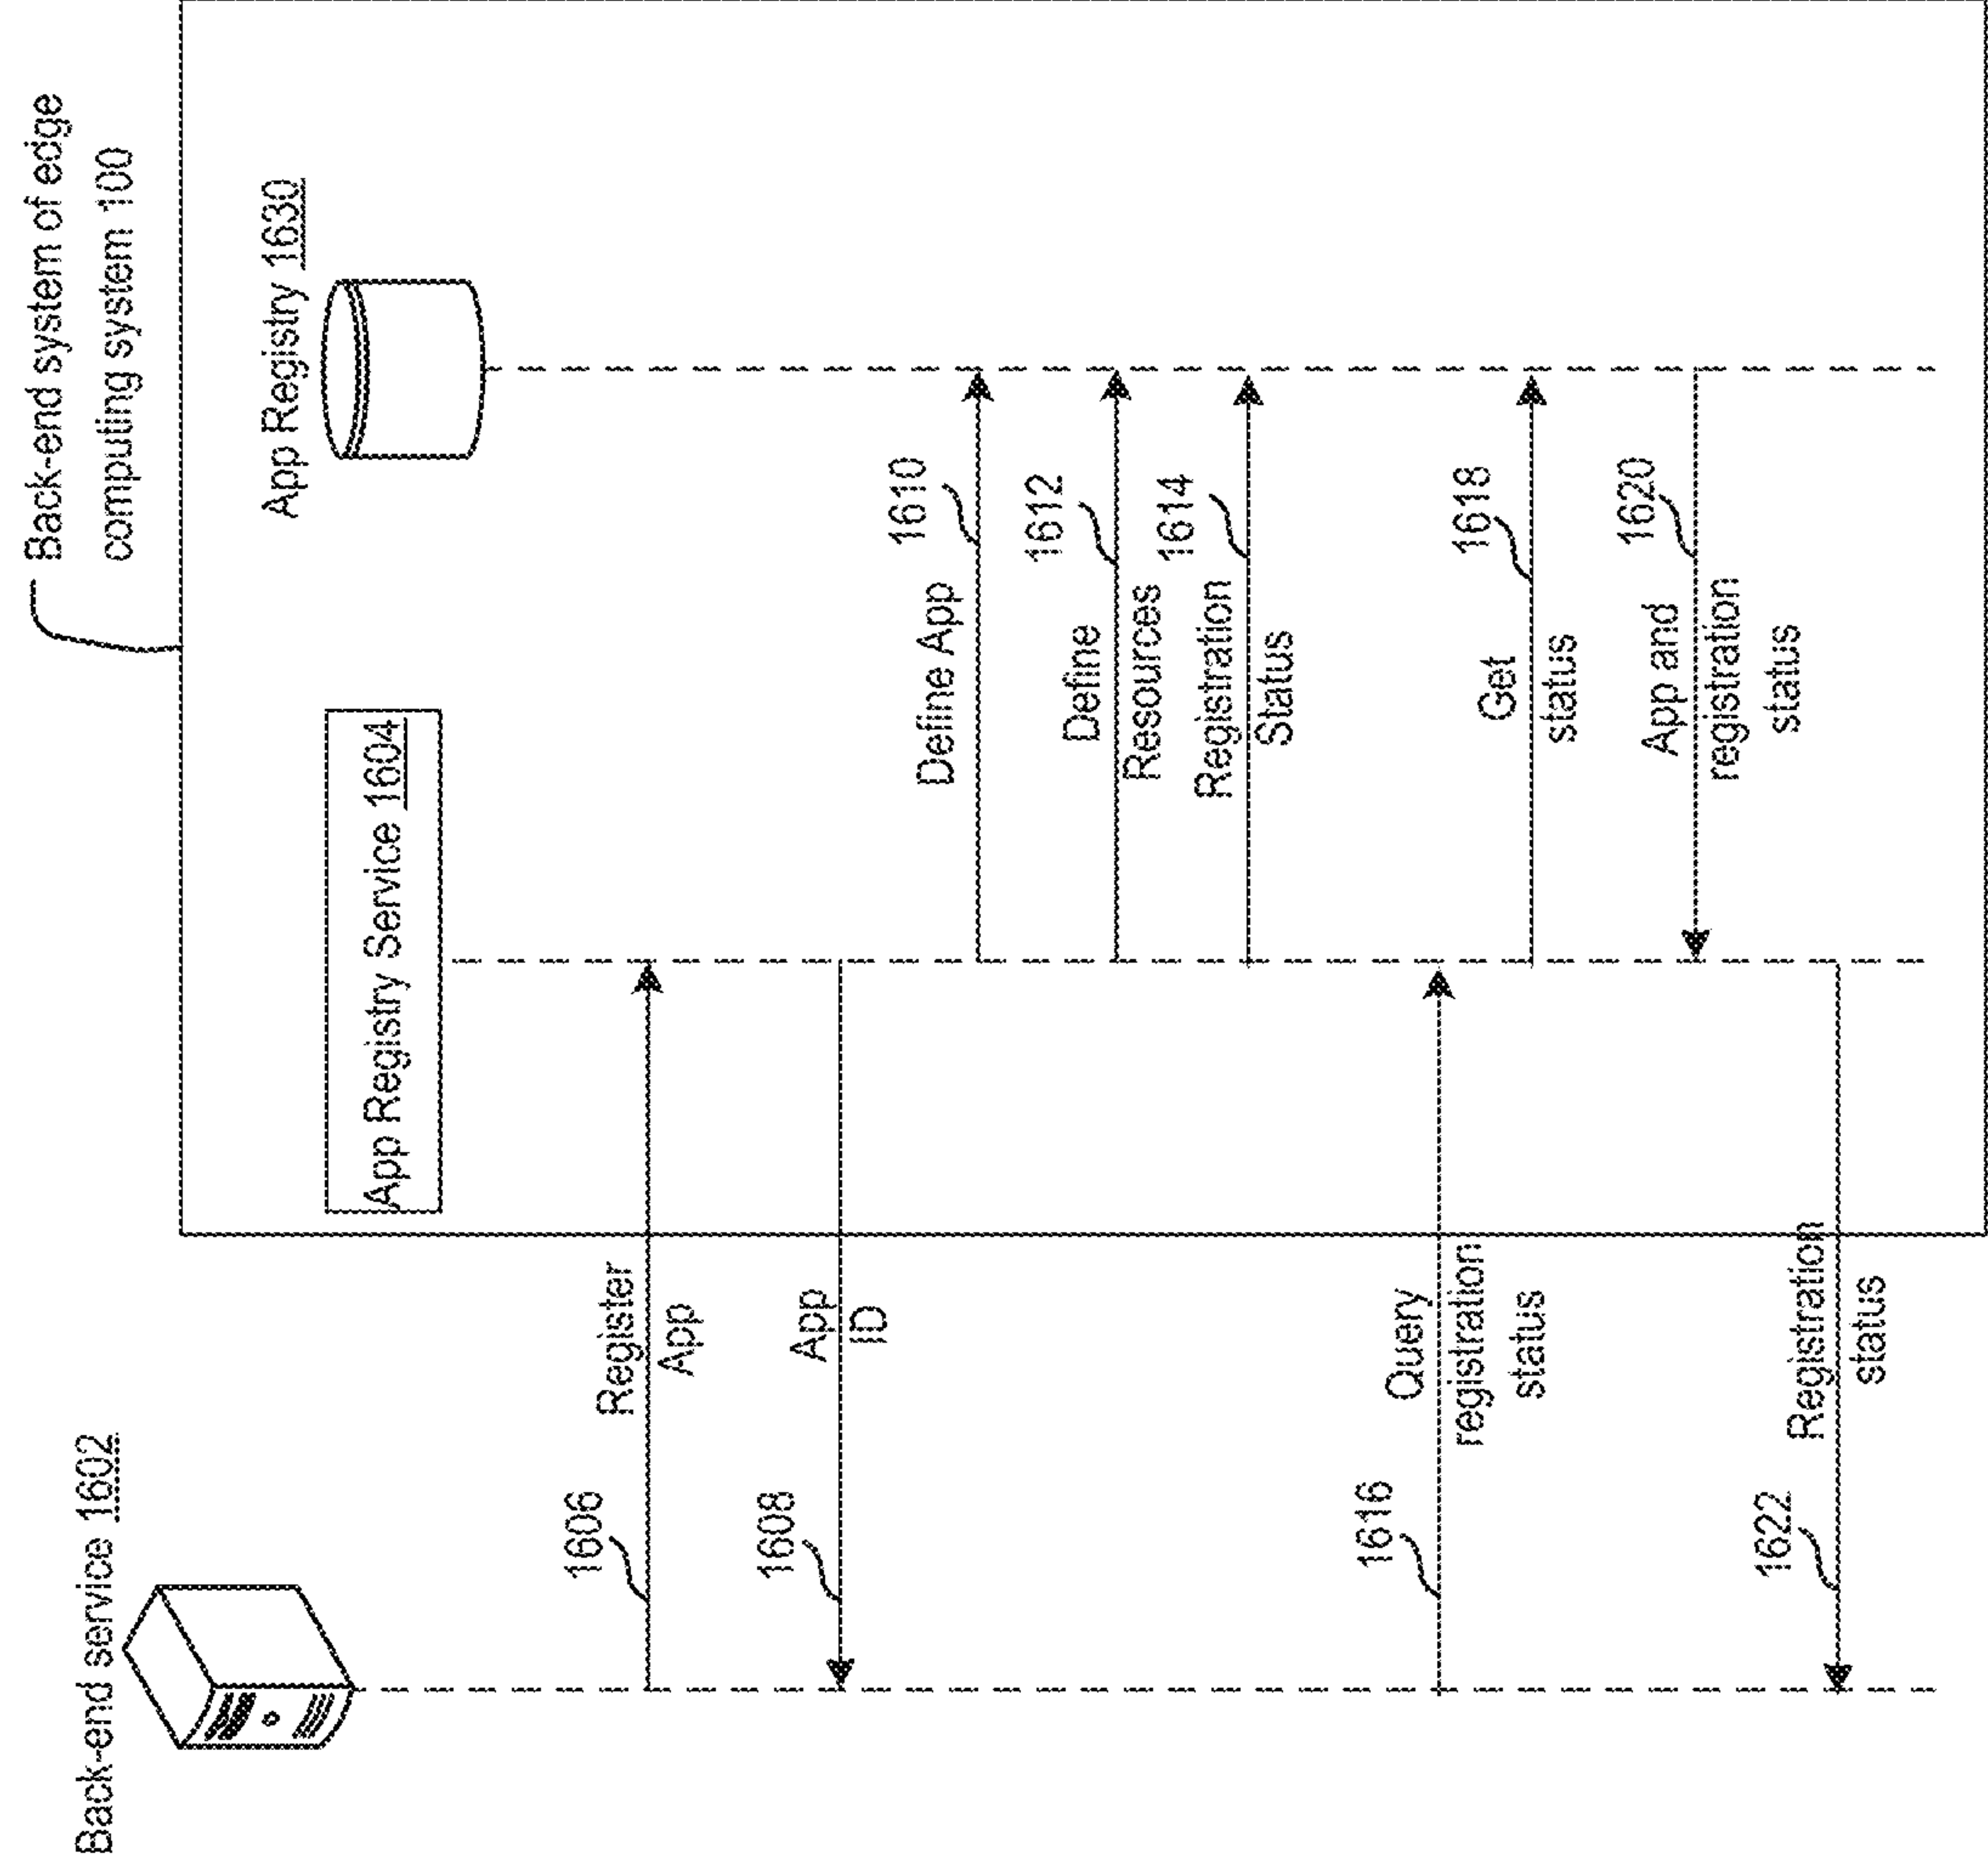 Back-end system of edge
computing system 100
Back-end service 1602
App Registry Service 1604
App Registry 1630
1606
Register
App
1608
App
ID
Define App
1610
Define
Resources
1612
Registration
Status
1614
1616
Query
registration
status
Get
status
1618
App and
registration
status
1620
1622
Registration
status